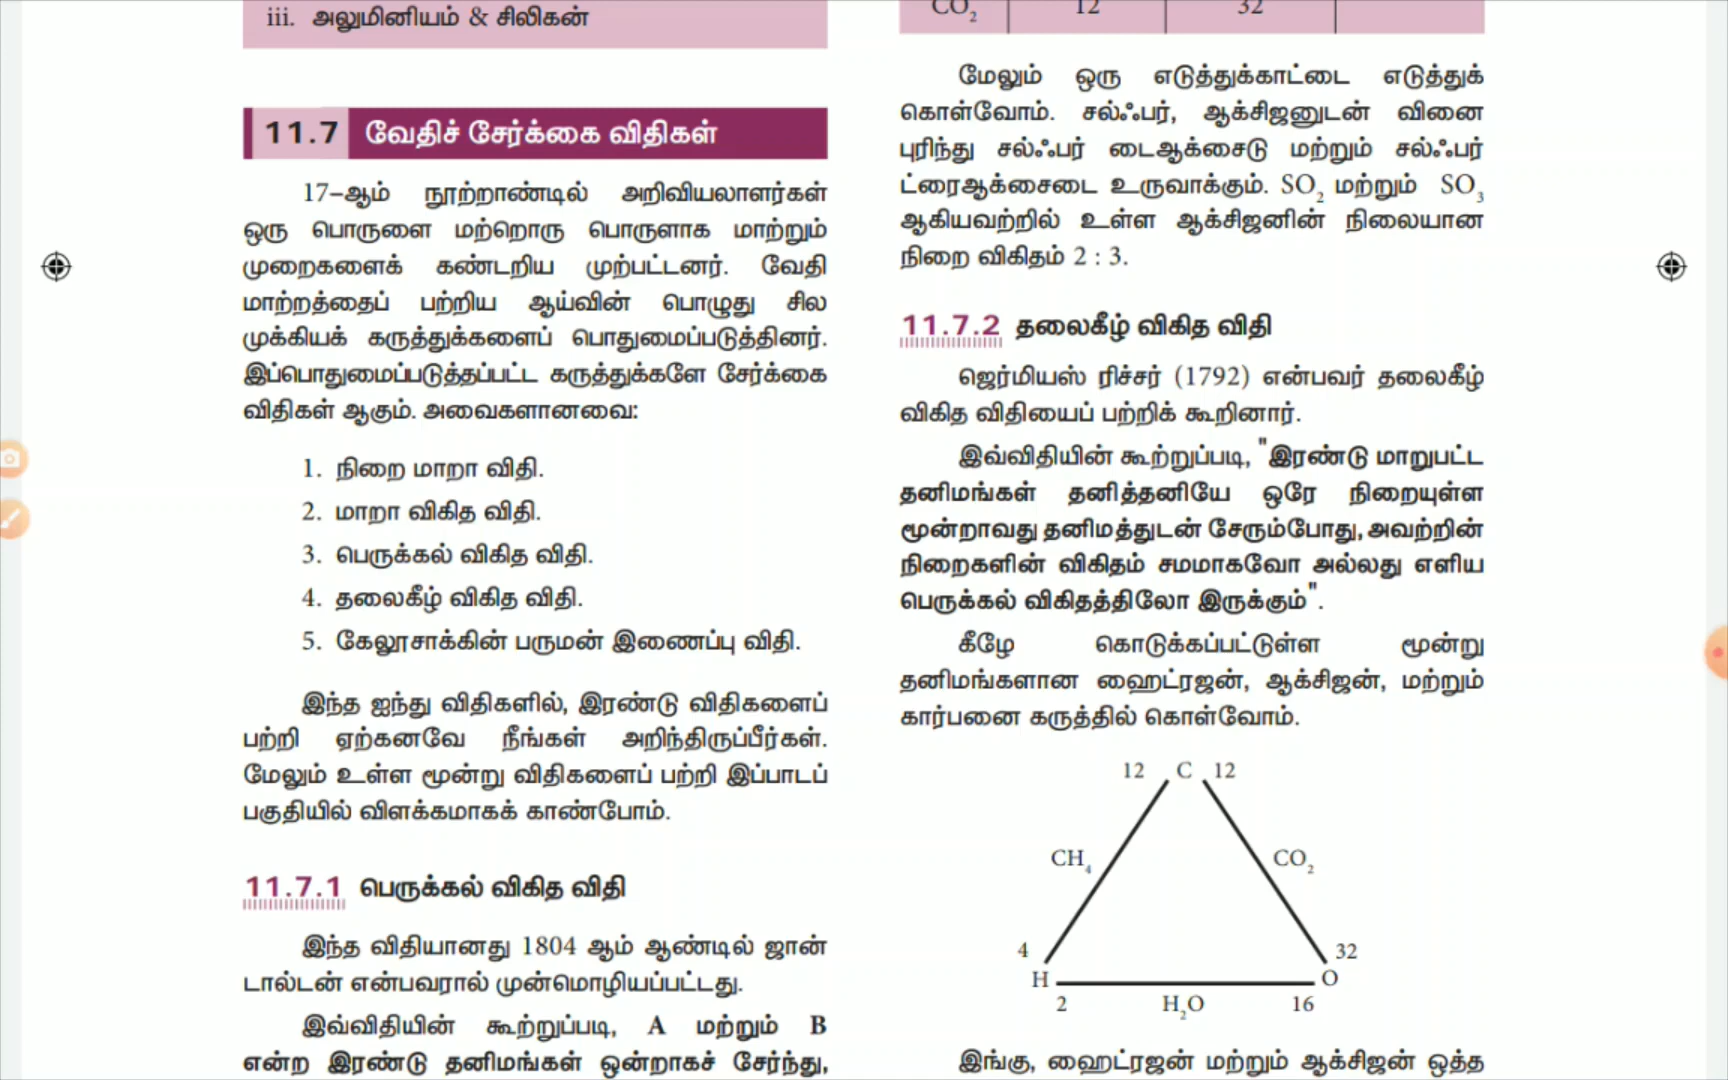 iii. அலுமினியம் & சிலிகன்
11.7 வேதிச் சேர்க்கை விதிகள்
17-ஆம் நூற்றாண்டில் அறிவியலாளர்கள்
ஒரு பொருளை மற்றொரு பொருளாக மாற்றும்
முறைகளைக் கண்டறிய முற்பட்டனர். வேதி
மாற்றத்தைப் பற்றிய ஆய்வின் பொழுது சில
முக்கியக் கருத்துக்களைப் பொதுமைப்படுத்தினர்.
இப்பொதுமைப்படுத்தப்பட்ட கருத்துக்களே சேர்க்கை
விதிகள் ஆகும். அவைகளானவை:
1. நிறை மாறா விதி.
2. மாறா விகித விதி.
3. பெருக்கல் விகித விதி.
4. தலைகீழ் விகித விதி.
5. கேலூசாக்கின் பருமன் இணைப்பு விதி.
இந்த ஐந்து விதிகளில், இரண்டு விதிகளைப்
பற்றி ஏற்கனவே நீங்கள் அறிந்திருப்பீர்கள்.
மேலும் உள்ள மூன்று விதிகளைப் பற்றி இப்பாடப்
பகுதியில் விளக்கமாகக் காண்போம்.
11.7.1 பெருக்கல் விகித விதி
இந்த விதியானது 1804 ஆம் ஆண்டில் ஜான்
டால்டன் என்பவரால் முன்மொழியப்பட்டது.
இவ்விதியின் கூற்றுப்படி, A மற்றும் B
என்ற இரண்டு தனிமங்கள் ஒன்றாகச் சேர்ந்து,
CO₂ 12 32
மேலும் ஒரு எடுத்துக்காட்டை எடுத்துக்
கொள்வோம். சல்ஃபர், ஆக்சிஜனுடன் வினை
புரிந்து சல்ஃபர் டைஆக்சைடு மற்றும் சல்ஃபர்
ட்ரைஆக்சைடை உருவாக்கும். SO₂ மற்றும் SO₃
ஆகியவற்றில் உள்ள ஆக்சிஜனின் நிலையான
நிறை விகிதம் 2 : 3.
11.7.2 தலைகீழ் விகித விதி
ஜெர்மியஸ் ரிச்சர் (1792) என்பவர் தலைகீழ்
விகித விதியைப் பற்றிக் கூறினார்.
இவ்விதியின் கூற்றுப்படி, "இரண்டு மாறுபட்ட
தனிமங்கள் தனித்தனியே ஒரே நிறையுள்ள
மூன்றாவது தனிமத்துடன் சேரும்போது, அவற்றின்
நிறைகளின் விகிதம் சமமாகவோ அல்லது எளிய
பெருக்கல் விகிதத்திலோ இருக்கும்".
கீழே கொடுக்கப்பட்டுள்ள மூன்று
தனிமங்களான ஹைட்ரஜன், ஆக்சிஜன், மற்றும்
கார்பனை கருத்தில் கொள்வோம்.
12 C 12
CH₄ CO₂
4 32
H O
2 H₂O 16
இங்கு, ஹைட்ரஜன் மற்றும் ஆக்சிஜன் ஒத்த